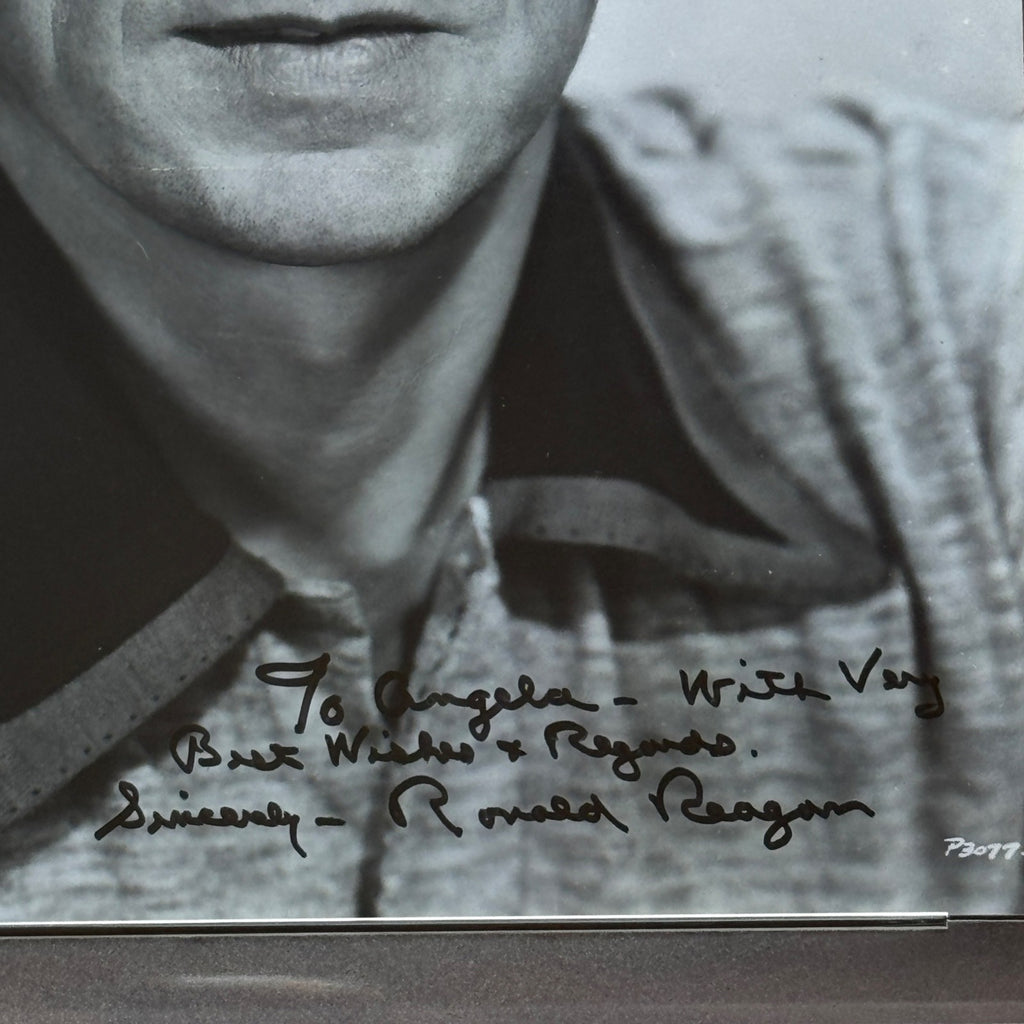 To Angela – With Very
Best Wishes & Regards.
Sincerely – Ronald Reagan
P3077-